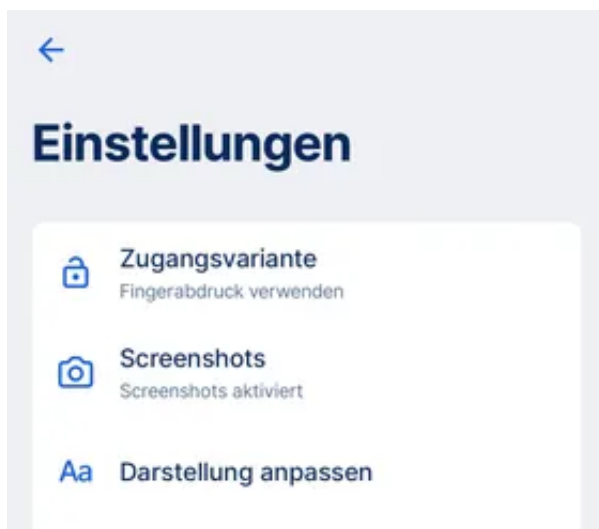 Einstellungen
Zugangsvariante
Fingerabdruck verwenden
Screenshots
Screenshots aktiviert
Aa Darstellung anpassen